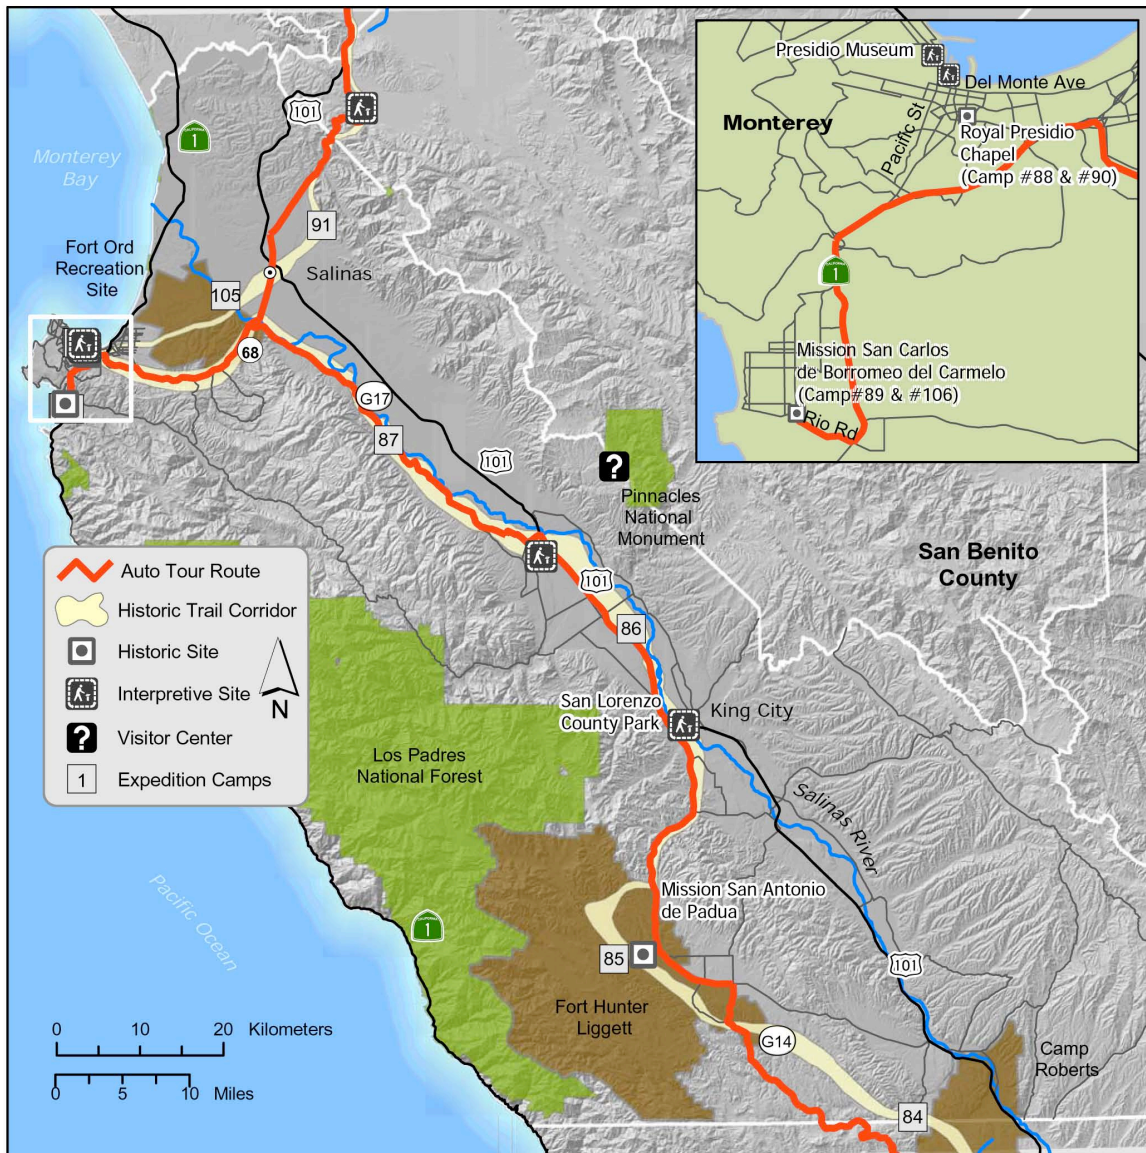 Presidio Museum
Del Monte Ave
Pacific St
Monterey
Royal Presidio
Chapel
(Camp #88 & #90)
CALIFORNIA
1
Mission San Carlos
de Borromeo del Carmelo
(Camp#89 & #106)
Rio Rd
101
CALIFORNIA
1
Monterey
Bay
91
Fort Ord
Recreation
Site
Salinas
105
68
G17
87
101
?
Pinnacles
National
Monument
San Benito
County
101
86
San Lorenzo
County Park
King City
Auto Tour Route
Historic Trail Corridor
Historic Site
Interpretive Site
N
?
Visitor Center
1
Expedition Camps
Los Padres
National Forest
Salinas River
Mission San Antonio
de Padua
Pacific Ocean
CALIFORNIA
1
85
101
Fort Hunter
Liggett
G14
Camp
Roberts
84
0 10 20 Kilometers
0 5 10 Miles